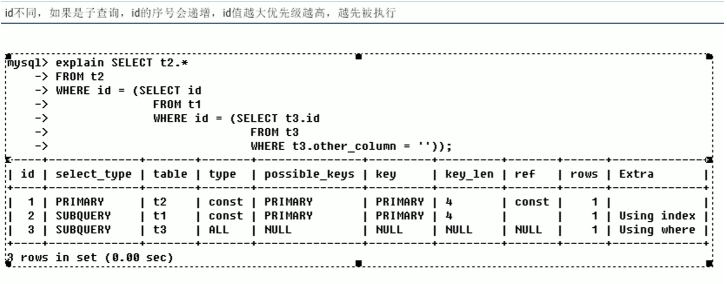 id不同，如果是子查询，id的序号会递增，id值越大优先级越高，越先被执行
mysql> explain SELECT t2.*
    -> FROM t2
    -> WHERE id = (SELECT id
    ->             FROM t1
    ->             WHERE id = (SELECT t3.id
    ->                         FROM t3
    ->                         WHERE t3.other_column = ''));
+----+-------------+-------+-------+---------------+---------+---------+-------+------+-------------+
| id | select_type | table | type  | possible_keys | key     | key_len | ref   | rows | Extra       |
+----+-------------+-------+-------+---------------+---------+---------+-------+------+-------------+
|  1 | PRIMARY     | t2    | const | PRIMARY       | PRIMARY | 4       | const |    1 |             |
|  2 | SUBQUERY    | t1    | const | PRIMARY       | PRIMARY | 4       |       |    1 | Using index |
|  3 | SUBQUERY    | t3    | ALL   | NULL          | NULL    | NULL    | NULL  |    1 | Using where |
+----+-------------+-------+-------+---------------+---------+---------+-------+------+-------------+
3 rows in set (0.00 sec)